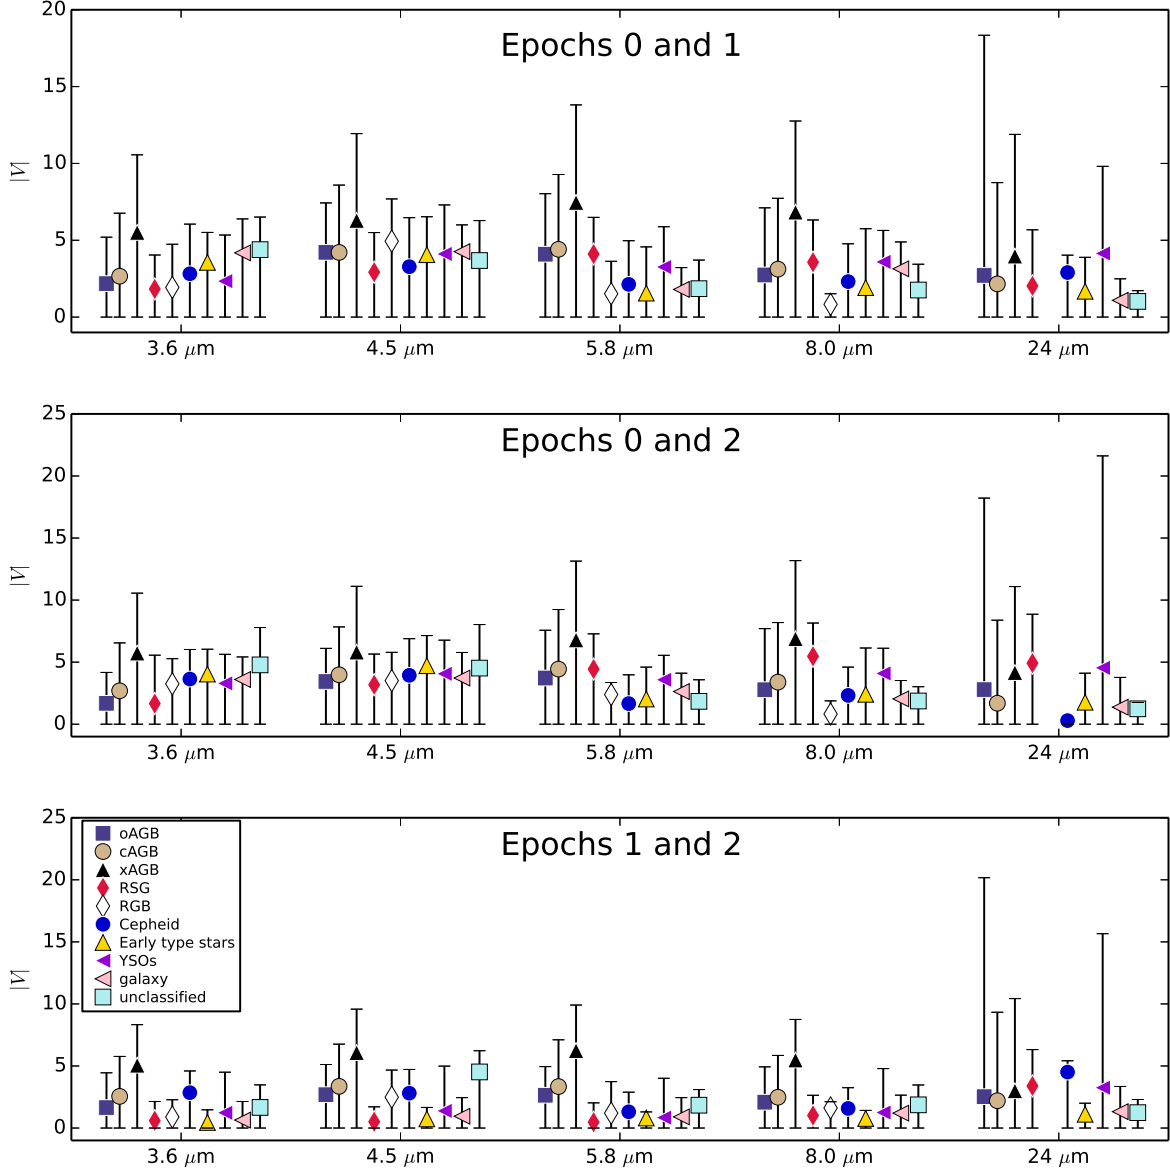 Epochs 0 and 1
20
15
10
5
0
|V|
3.6 μm 4.5 μm 5.8 μm 8.0 μm 24 μm
Epochs 0 and 2
25
20
15
10
5
0
|V|
3.6 μm 4.5 μm 5.8 μm 8.0 μm 24 μm
Epochs 1 and 2
25
20
15
10
5
0
|V|
oAGB
cAGB
xAGB
RSG
RGB
Cepheid
Early type stars
YSOs
galaxy
unclassified
3.6 μm 4.5 μm 5.8 μm 8.0 μm 24 μm